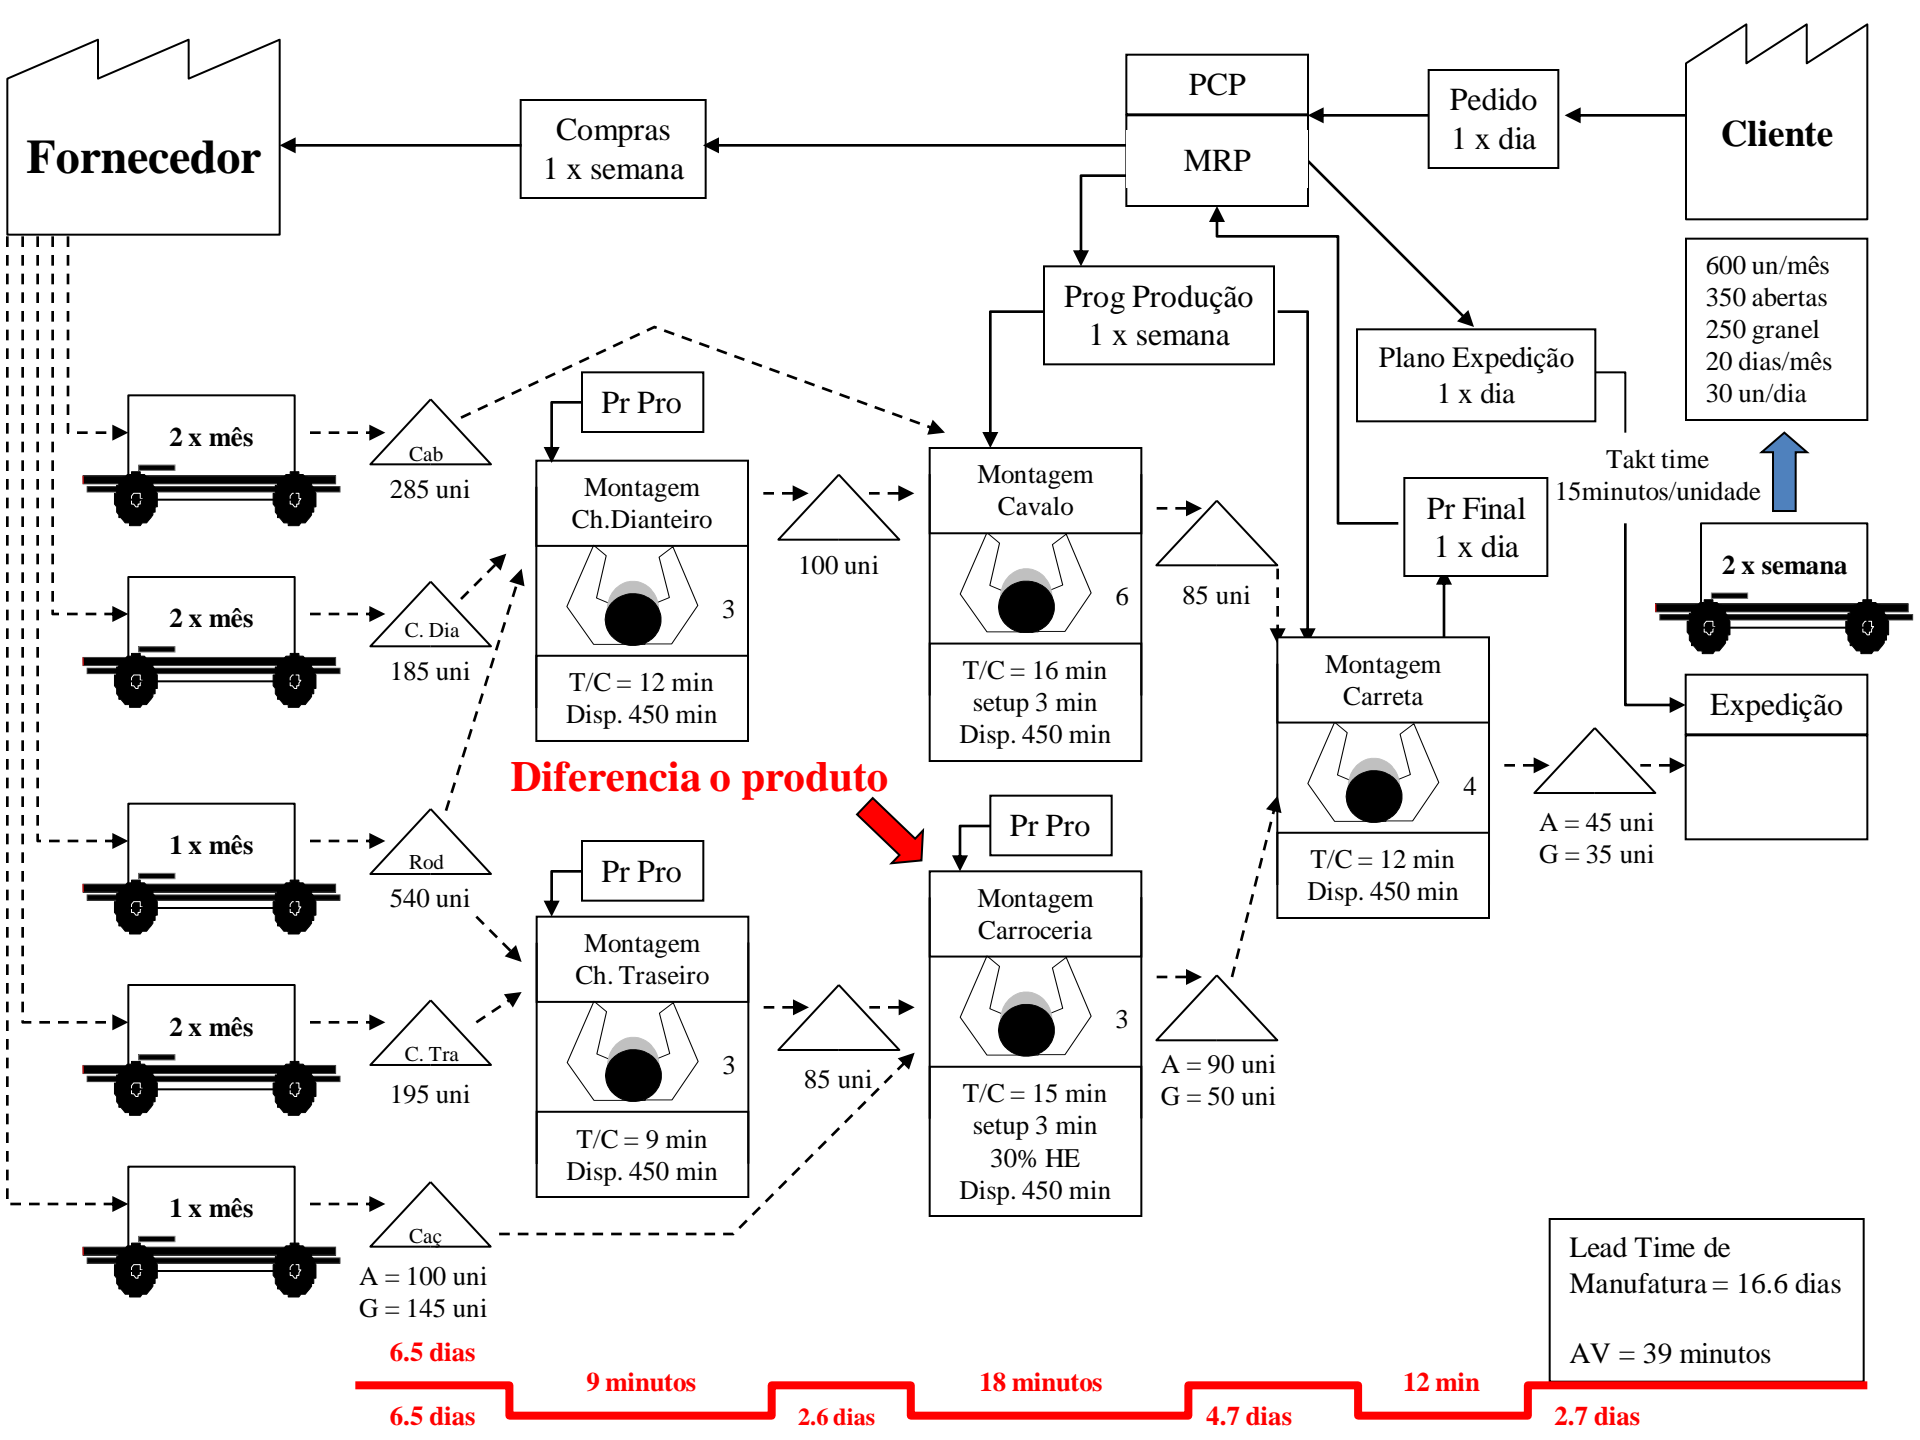 Fornecedor
Compras
1 x semana
PCP
MRP
Pedido
1 x dia
Cliente
600 un/mês
350 abertas
250 granel
20 dias/mês
30 un/dia
Prog Produção
1 x semana
Plano Expedição
1 x dia
Takt time
15minutos/unidade
Pr Final
1 x dia
2 x semana
Expedição
2 x mês
Cab
285 uni
Pr Pro
Montagem
Ch.Dianteiro
3
T/C = 12 min
Disp. 450 min
100 uni
Montagem
Cavalo
6
T/C = 16 min
setup 3 min
Disp. 450 min
85 uni
2 x mês
C. Dia
185 uni
Diferencia o produto
Montagem
Carreta
4
T/C = 12 min
Disp. 450 min
A = 45 uni
G = 35 uni
1 x mês
Rod
540 uni
Pr Pro
Montagem
Ch. Traseiro
3
T/C = 9 min
Disp. 450 min
85 uni
Pr Pro
Montagem
Carroceria
3
T/C = 15 min
setup 3 min
30% HE
Disp. 450 min
A = 90 uni
G = 50 uni
2 x mês
C. Tra
195 uni
1 x mês
Caç
A = 100 uni
G = 145 uni
Lead Time de
Manufatura = 16.6 dias
AV = 39 minutos
6.5 dias
9 minutos
18 minutos
12 min
6.5 dias
2.6 dias
4.7 dias
2.7 dias